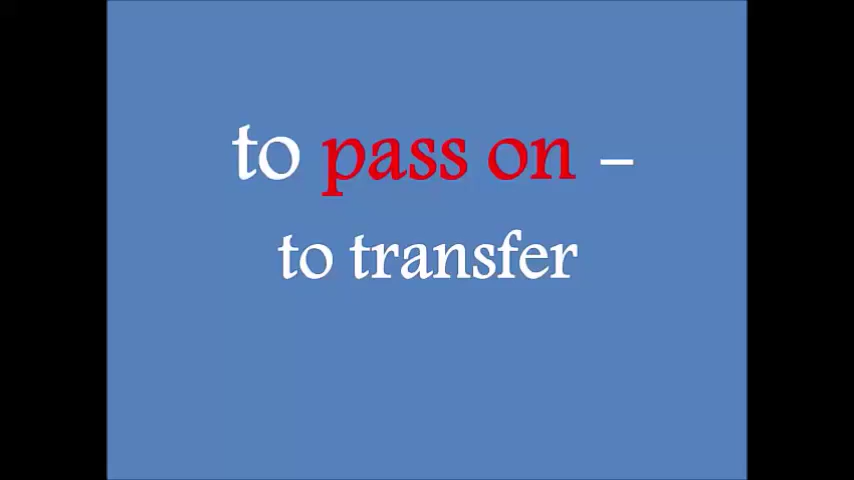 to pass on –
to transfer